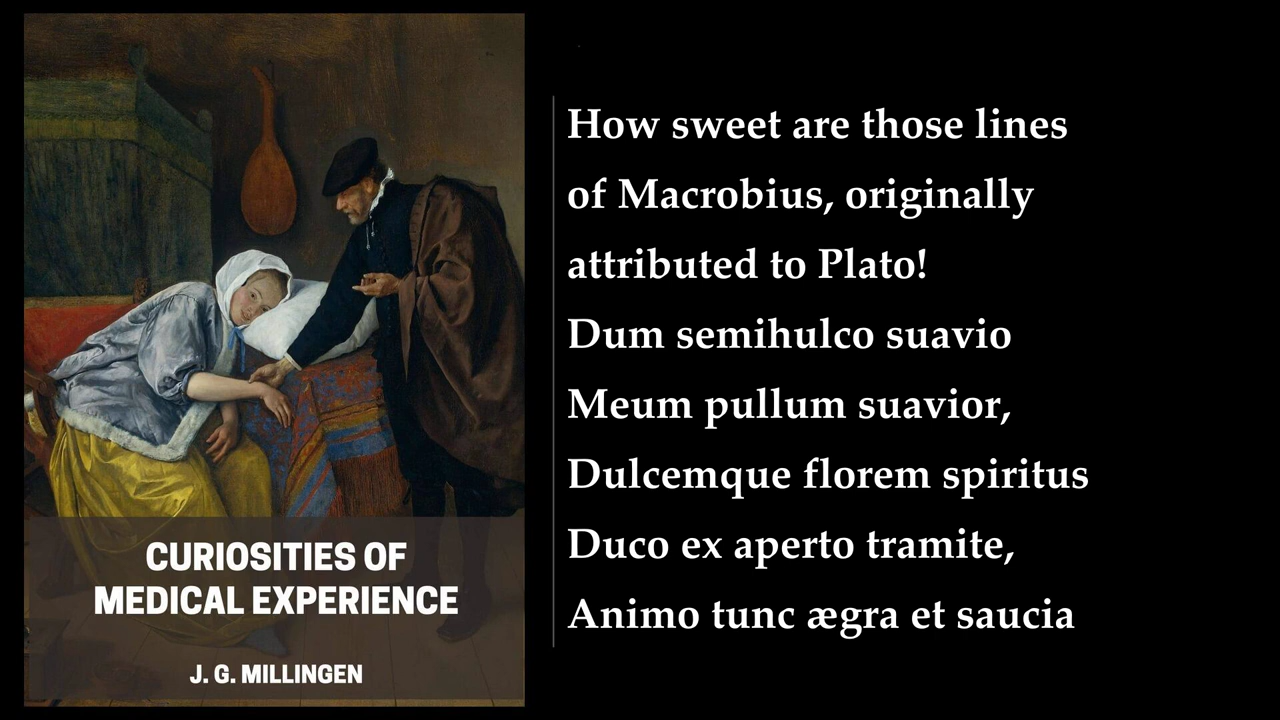 CURIOSITIES OF
MEDICAL EXPERIENCE
J. G. MILLINGEN
How sweet are those lines
of Macrobius, originally
attributed to Plato!
Dum semihulco suavio
Meum pullum suavior,
Dulcemque florem spiritus
Duco ex aperto tramite,
Animo tunc ægra et saucia